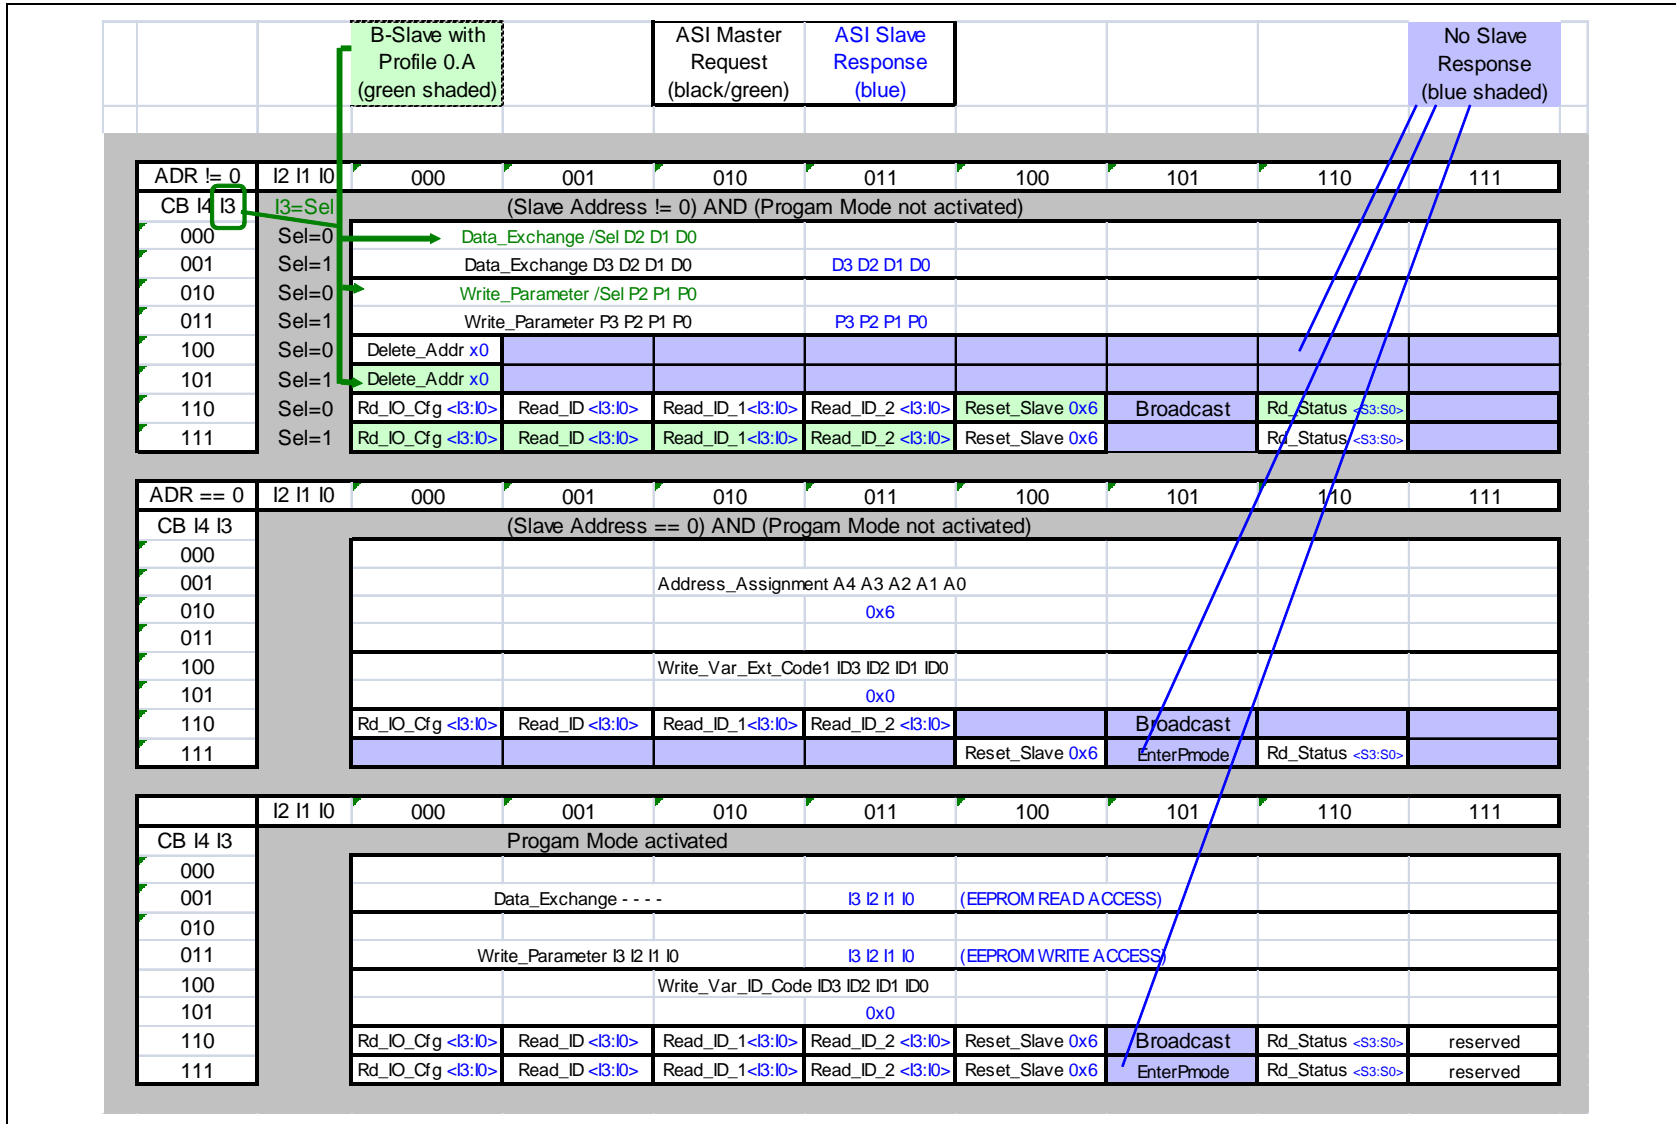 B-Slave with Profile 0.A (green shaded)
ASI Master Request (black/green)
ASI Slave Response (blue)
No Slave Response (blue shaded)
ADR != 0 I2 I1 I0 000 001 010 011 100 101 110 111
CB I4 I3 I3=Sel (Slave Address != 0) AND (Progam Mode not activated)
000 Sel=0 Data_Exchange /Sel D2 D1 D0
001 Sel=1 Data_Exchange D3 D2 D1 D0 D3 D2 D1 D0
010 Sel=0 Write_Parameter /Sel P2 P1 P0
011 Sel=1 Write_Parameter P3 P2 P1 P0 P3 P2 P1 P0
100 Sel=0 Delete_Addr x0
101 Sel=1 Delete_Addr x0
110 Sel=0 Rd_IO_Cfg <I3:I0> Read_ID <I3:I0> Read_ID_1<I3:I0> Read_ID_2 <I3:I0> Reset_Slave 0x6 Broadcast Rd_Status <S3:S0>
111 Sel=1 Rd_IO_Cfg <I3:I0> Read_ID <I3:I0> Read_ID_1<I3:I0> Read_ID_2 <I3:I0> Reset_Slave 0x6 Rd_Status <S3:S0>
ADR == 0 I2 I1 I0 000 001 010 011 100 101 110 111
CB I4 I3 (Slave Address == 0) AND (Progam Mode not activated)
000
001 Address_Assignment A4 A3 A2 A1 A0
010 0x6
011
100 Write_Var_Ext_Code1 ID3 ID2 ID1 ID0
101 0x0
110 Rd_IO_Cfg <I3:I0> Read_ID <I3:I0> Read_ID_1<I3:I0> Read_ID_2 <I3:I0> Broadcast
111 Reset_Slave 0x6 EnterPmode Rd_Status <S3:S0>
I2 I1 I0 000 001 010 011 100 101 110 111
CB I4 I3 Progam Mode activated
000
001 Data_Exchange - - - - I3 I2 I1 I0 (EEPROM READ ACCESS)
010
011 Write_Parameter I3 I2 I1 I0 I3 I2 I1 I0 (EEPROM WRITE ACCESS)
100 Write_Var_ID_Code ID3 ID2 ID1 ID0
101 0x0
110 Rd_IO_Cfg <I3:I0> Read_ID <I3:I0> Read_ID_1<I3:I0> Read_ID_2 <I3:I0> Reset_Slave 0x6 Broadcast Rd_Status <S3:S0> reserved
111 Rd_IO_Cfg <I3:I0> Read_ID <I3:I0> Read_ID_1<I3:I0> Read_ID_2 <I3:I0> Reset_Slave 0x6 EnterPmode Rd_Status <S3:S0> reserved